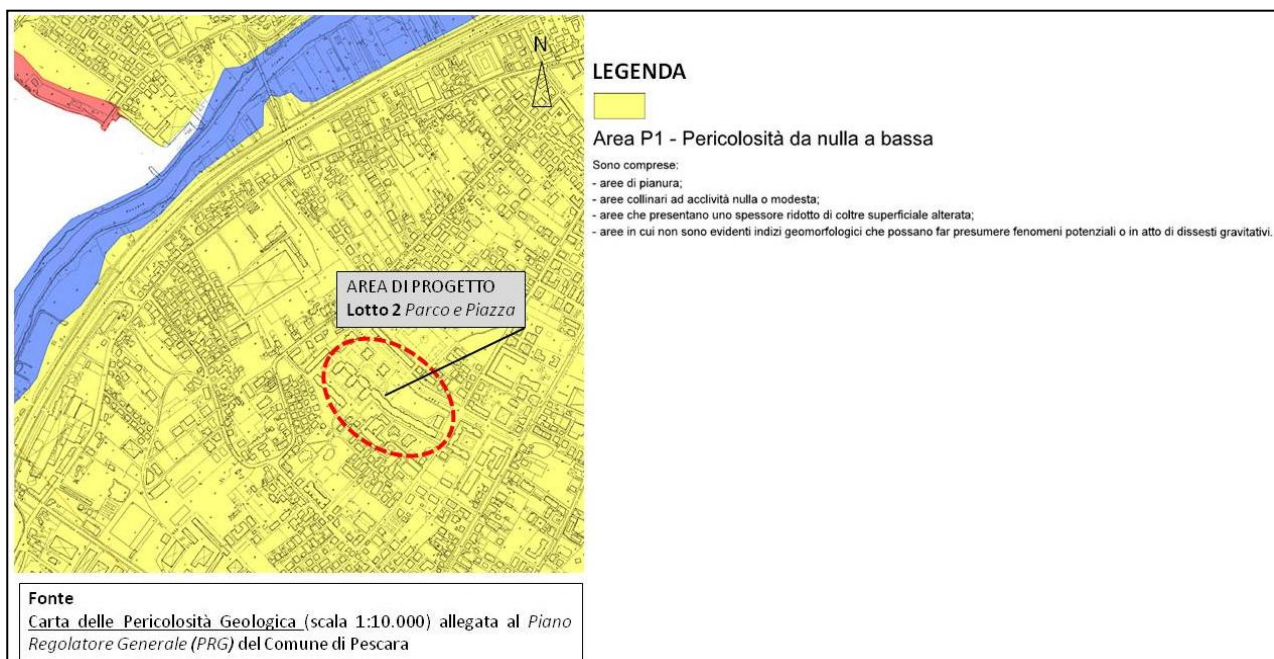 N
AREA DI PROGETTO
Lotto 2 Parco e Piazza
LEGENDA
Area P1 - Pericolosità da nulla a bassa
Sono comprese:
- aree di pianura;
- aree collinari ad acclività nulla o modesta;
- aree che presentano uno spessore ridotto di coltre superficiale alterata;
- aree in cui non sono evidenti indizi geomorfologici che possano far presumere fenomeni potenziali o in atto di dissesti gravitativi.
Fonte
Carta delle Pericolosità Geologica (scala 1:10.000) allegata al Piano
Regolatore Generale (PRG) del Comune di Pescara